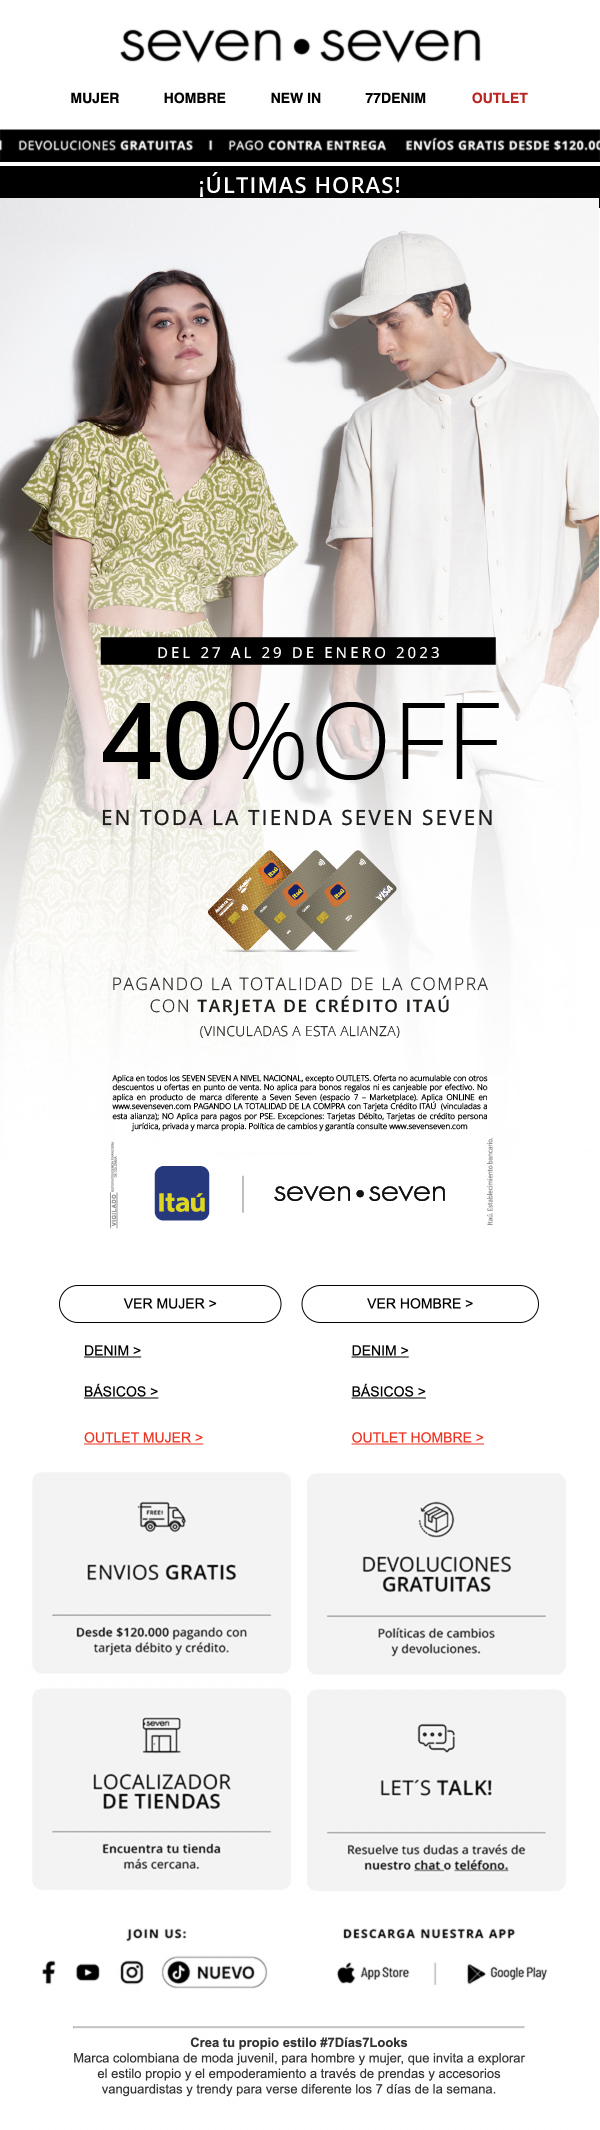 seven•seven
MUJER HOMBRE NEW IN 77DENIM OUTLET
DEVOLUCIONES GRATUITAS I PAGO CONTRA ENTREGA ENVÍOS GRATIS DESDE $120.00
¡ÚLTIMAS HORAS!
DEL 27 AL 29 DE ENERO 2023
40%OFF
EN TODA LA TIENDA SEVEN SEVEN
Itaú
Itaú
Itaú
VISA
PAGANDO LA TOTALIDAD DE LA COMPRA
CON TARJETA DE CRÉDITO ITAÚ
(VINCULADAS A ESTA ALIANZA)
Aplica en todos los SEVEN SEVEN A NIVEL NACIONAL, excepto OUTLETS. Oferta no acumulable con otros
descuentos u ofertas en punto de venta. No aplica para bonos regalos ni es canjeable por efectivo. No
aplica en producto de marca diferente a Seven Seven (espacio 7 – Marketplace). Aplica ONLINE en
www.sevenseven.com PAGANDO LA TOTALIDAD DE LA COMPRA con Tarjeta Crédito ITAÚ (vinculadas a
esta alianza); NO Aplica para pagos por PSE. Excepciones: Tarjetas Débito, Tarjetas de crédito persona
jurídica, privada y marca propia. Política de cambios y garantía consulte www.sevenseven.com
VIGILADO
Itaú
seven•seven
Itaú. Establecimiento bancario.
VER MUJER > VER HOMBRE >
DENIM > DENIM >
BÁSICOS > BÁSICOS >
OUTLET MUJER > OUTLET HOMBRE >
FREE!
ENVIOS GRATIS
Desde $120.000 pagando con
tarjeta débito y crédito.
DEVOLUCIONES
GRATUITAS
Políticas de cambios
y devoluciones.
seven
LOCALIZADOR
DE TIENDAS
Encuentra tu tienda
más cercana.
LET´S TALK!
Resuelve tus dudas a través de
nuestro chat o teléfono.
JOIN US: DESCARGA NUESTRA APP
NUEVO App Store Google Play
Crea tu propio estilo #7Días7Looks
Marca colombiana de moda juvenil, para hombre y mujer, que invita a explorar
el estilo propio y el empoderamiento a través de prendas y accesorios
vanguardistas y trendy para verse diferente los 7 días de la semana.